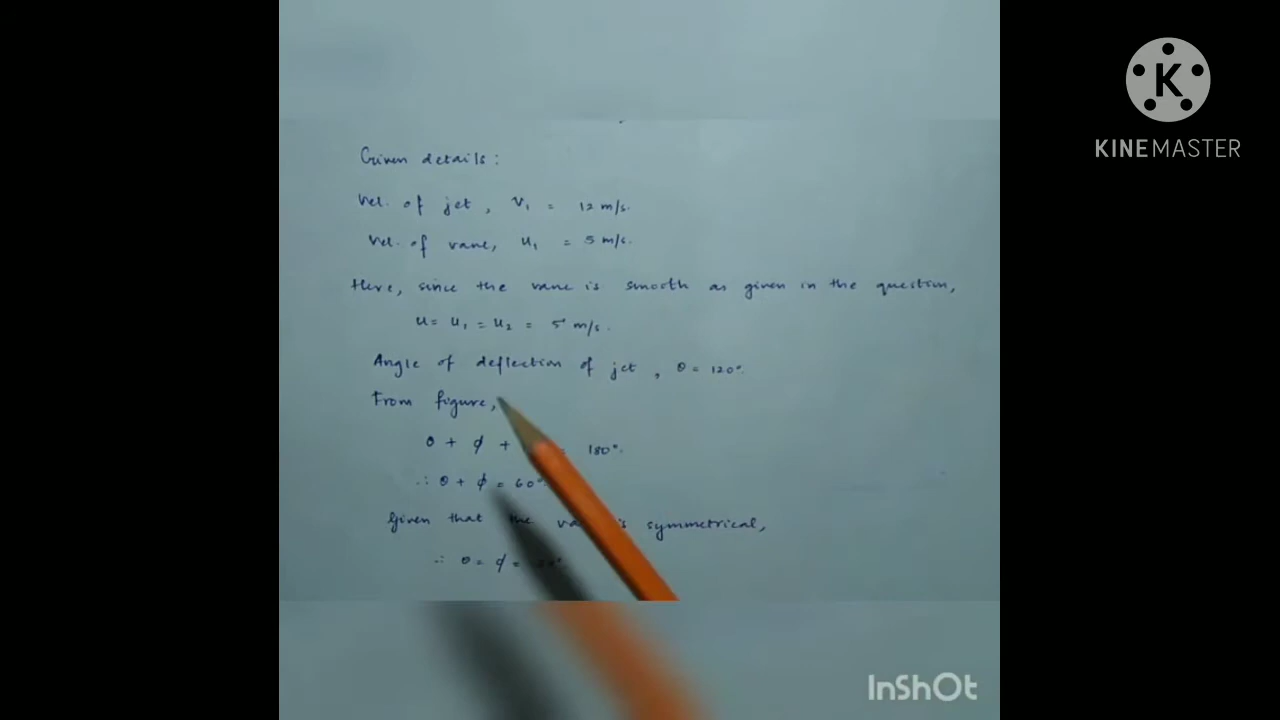 Given details:
Vel. of jet, V₁ = 12 m/s.
Vel. of vane, u₁ = 5 m/s.
Here, since the vane is smooth as given in the question,
u = u₁ = u₂ = 5 m/s.
Angle of deflection of jet, θ = 120°.
From figure,
θ + ϕ + = 180°.
∴ θ + ϕ = 60°
Given that the is symmetrical,
∴ θ = ϕ =
KINEMASTER
InShOt